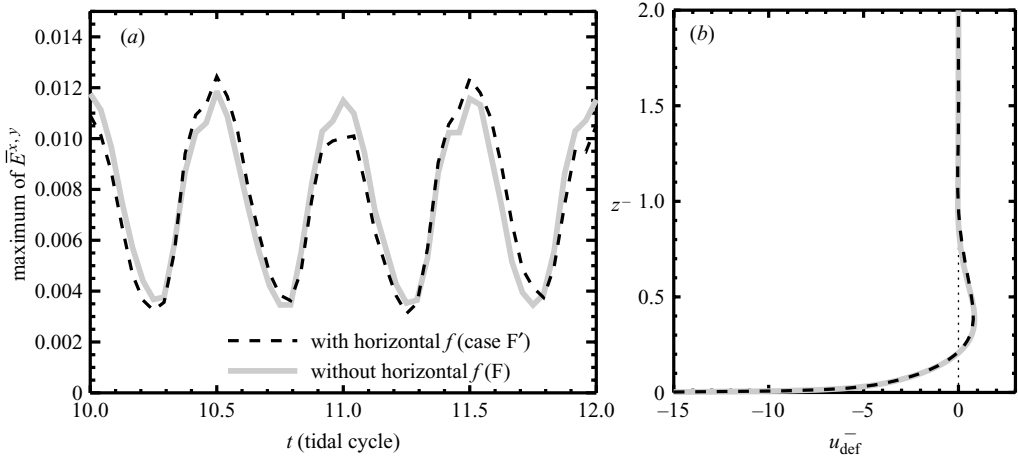 (a)
0.014
0.012
0.010
0.008
0.006
0.004
0.002
0
maximum of E̅ˣ,ʸ
with horizontal f (case F′)
without horizontal f (F)
10.0 10.5 11.0 11.5 12.0
t (tidal cycle)
(b)
2.0
1.5
1.0
0.5
0
z⁻
−15 −10 −5 0
u⁻def